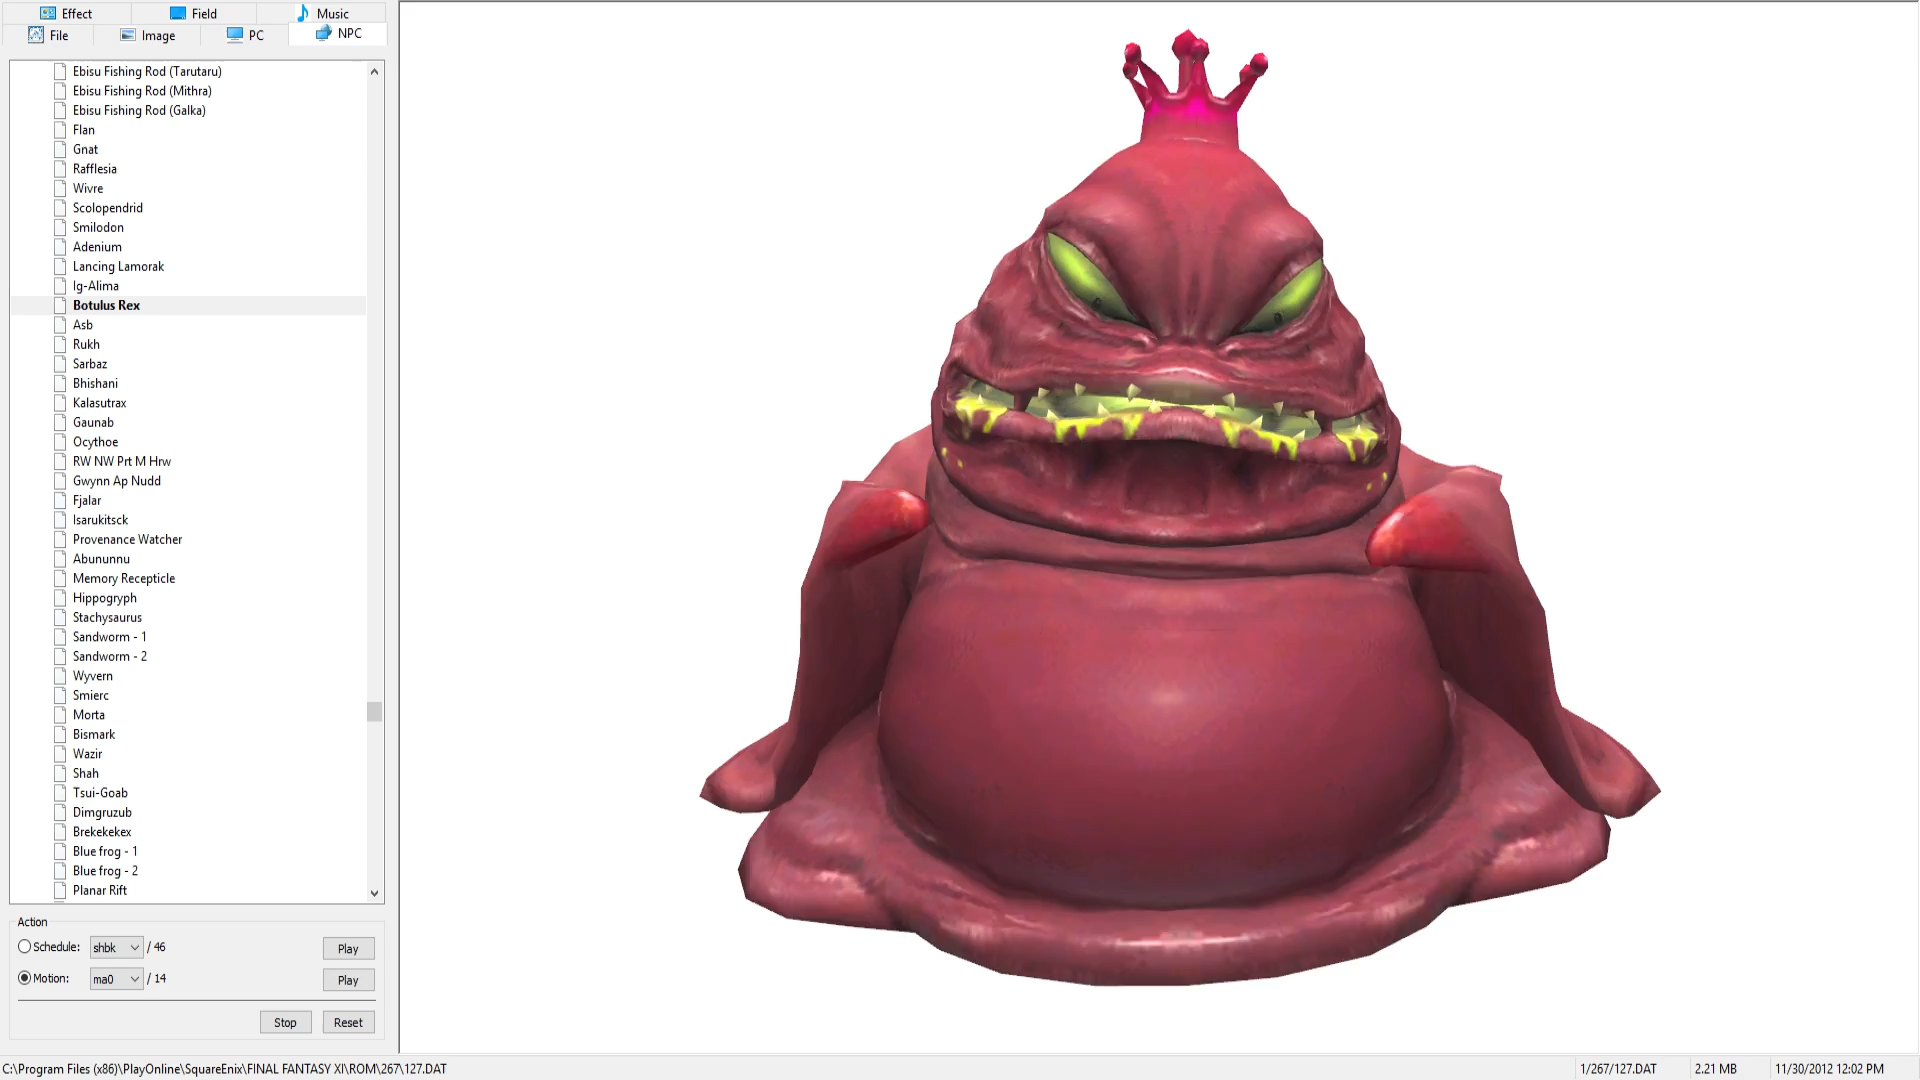 Effect
Field
Music
File
Image
PC
NPC
Ebisu Fishing Rod (Tarutaru)
Ebisu Fishing Rod (Mithra)
Ebisu Fishing Rod (Galka)
Flan
Gnat
Rafflesia
Wivre
Scolopendrid
Smilodon
Adenium
Lancing Lamorak
Ig-Alima
Botulus Rex
Asb
Rukh
Sarbaz
Bhishani
Kalasutrax
Gaunab
Ocythoe
RW NW Prt M Hrw
Gwynn Ap Nudd
Fjalar
Isarukitsck
Provenance Watcher
Abununnu
Memory Recepticle
Hippogryph
Stachysaurus
Sandworm - 1
Sandworm - 2
Wyvern
Smierc
Morta
Bismark
Wazir
Shah
Tsui-Goab
Dimgruzub
Brekekekex
Blue frog - 1
Blue frog - 2
Planar Rift
Action
Schedule: shbk / 46 Play
Motion: ma0 / 14 Play
Stop Reset
C:\Program Files (x86)\PlayOnline\SquareEnix\FINAL FANTASY XI\ROM\267\127.DAT 1/267/127.DAT 2.21 MB 11/30/2012 12:02 PM